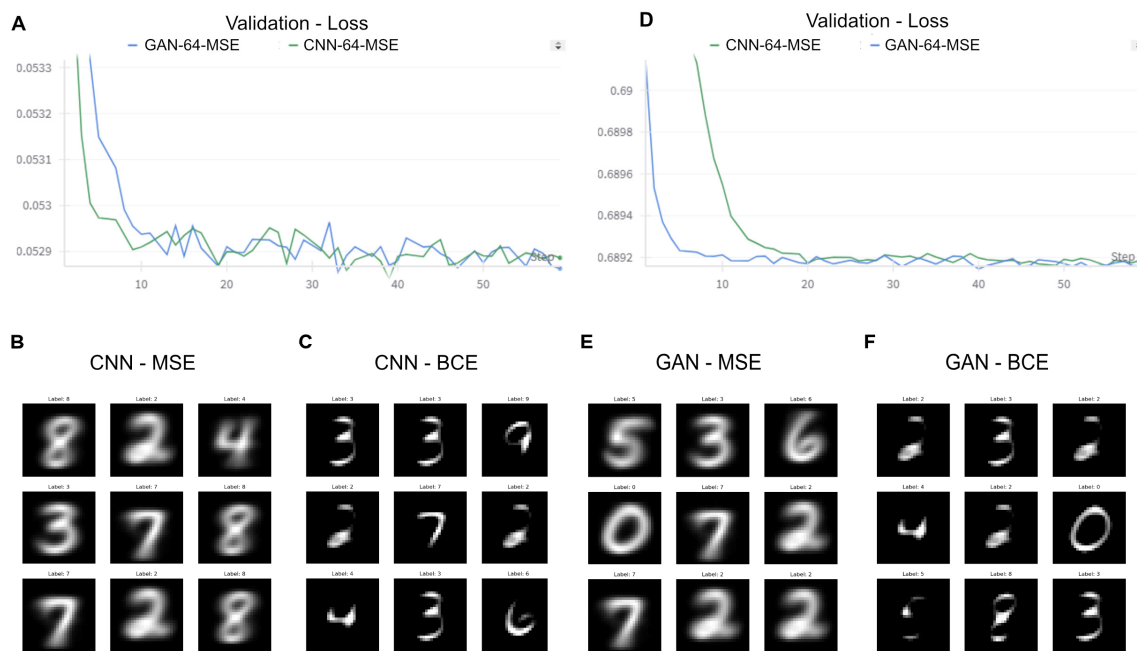 A
Validation - Loss
GAN-64-MSE CNN-64-MSE
0.0533
0.0532
0.0531
0.053
0.0529
Step
10 20 30 40 50
D
Validation - Loss
CNN-64-MSE GAN-64-MSE
0.69
0.6898
0.6896
0.6894
0.6892
Step
10 20 30 40 50
B
CNN - MSE
Label: 8 Label: 2 Label: 4
Label: 3 Label: 7 Label: 8
Label: 7 Label: 2 Label: 8
C
CNN - BCE
Label: 3 Label: 3 Label: 9
Label: 2 Label: 7 Label: 2
Label: 4 Label: 3 Label: 6
E
GAN - MSE
Label: 5 Label: 3 Label: 6
Label: 0 Label: 7 Label: 2
Label: 7 Label: 2 Label: 2
F
GAN - BCE
Label: 2 Label: 3 Label: 2
Label: 4 Label: 2 Label: 0
Label: 5 Label: 8 Label: 3